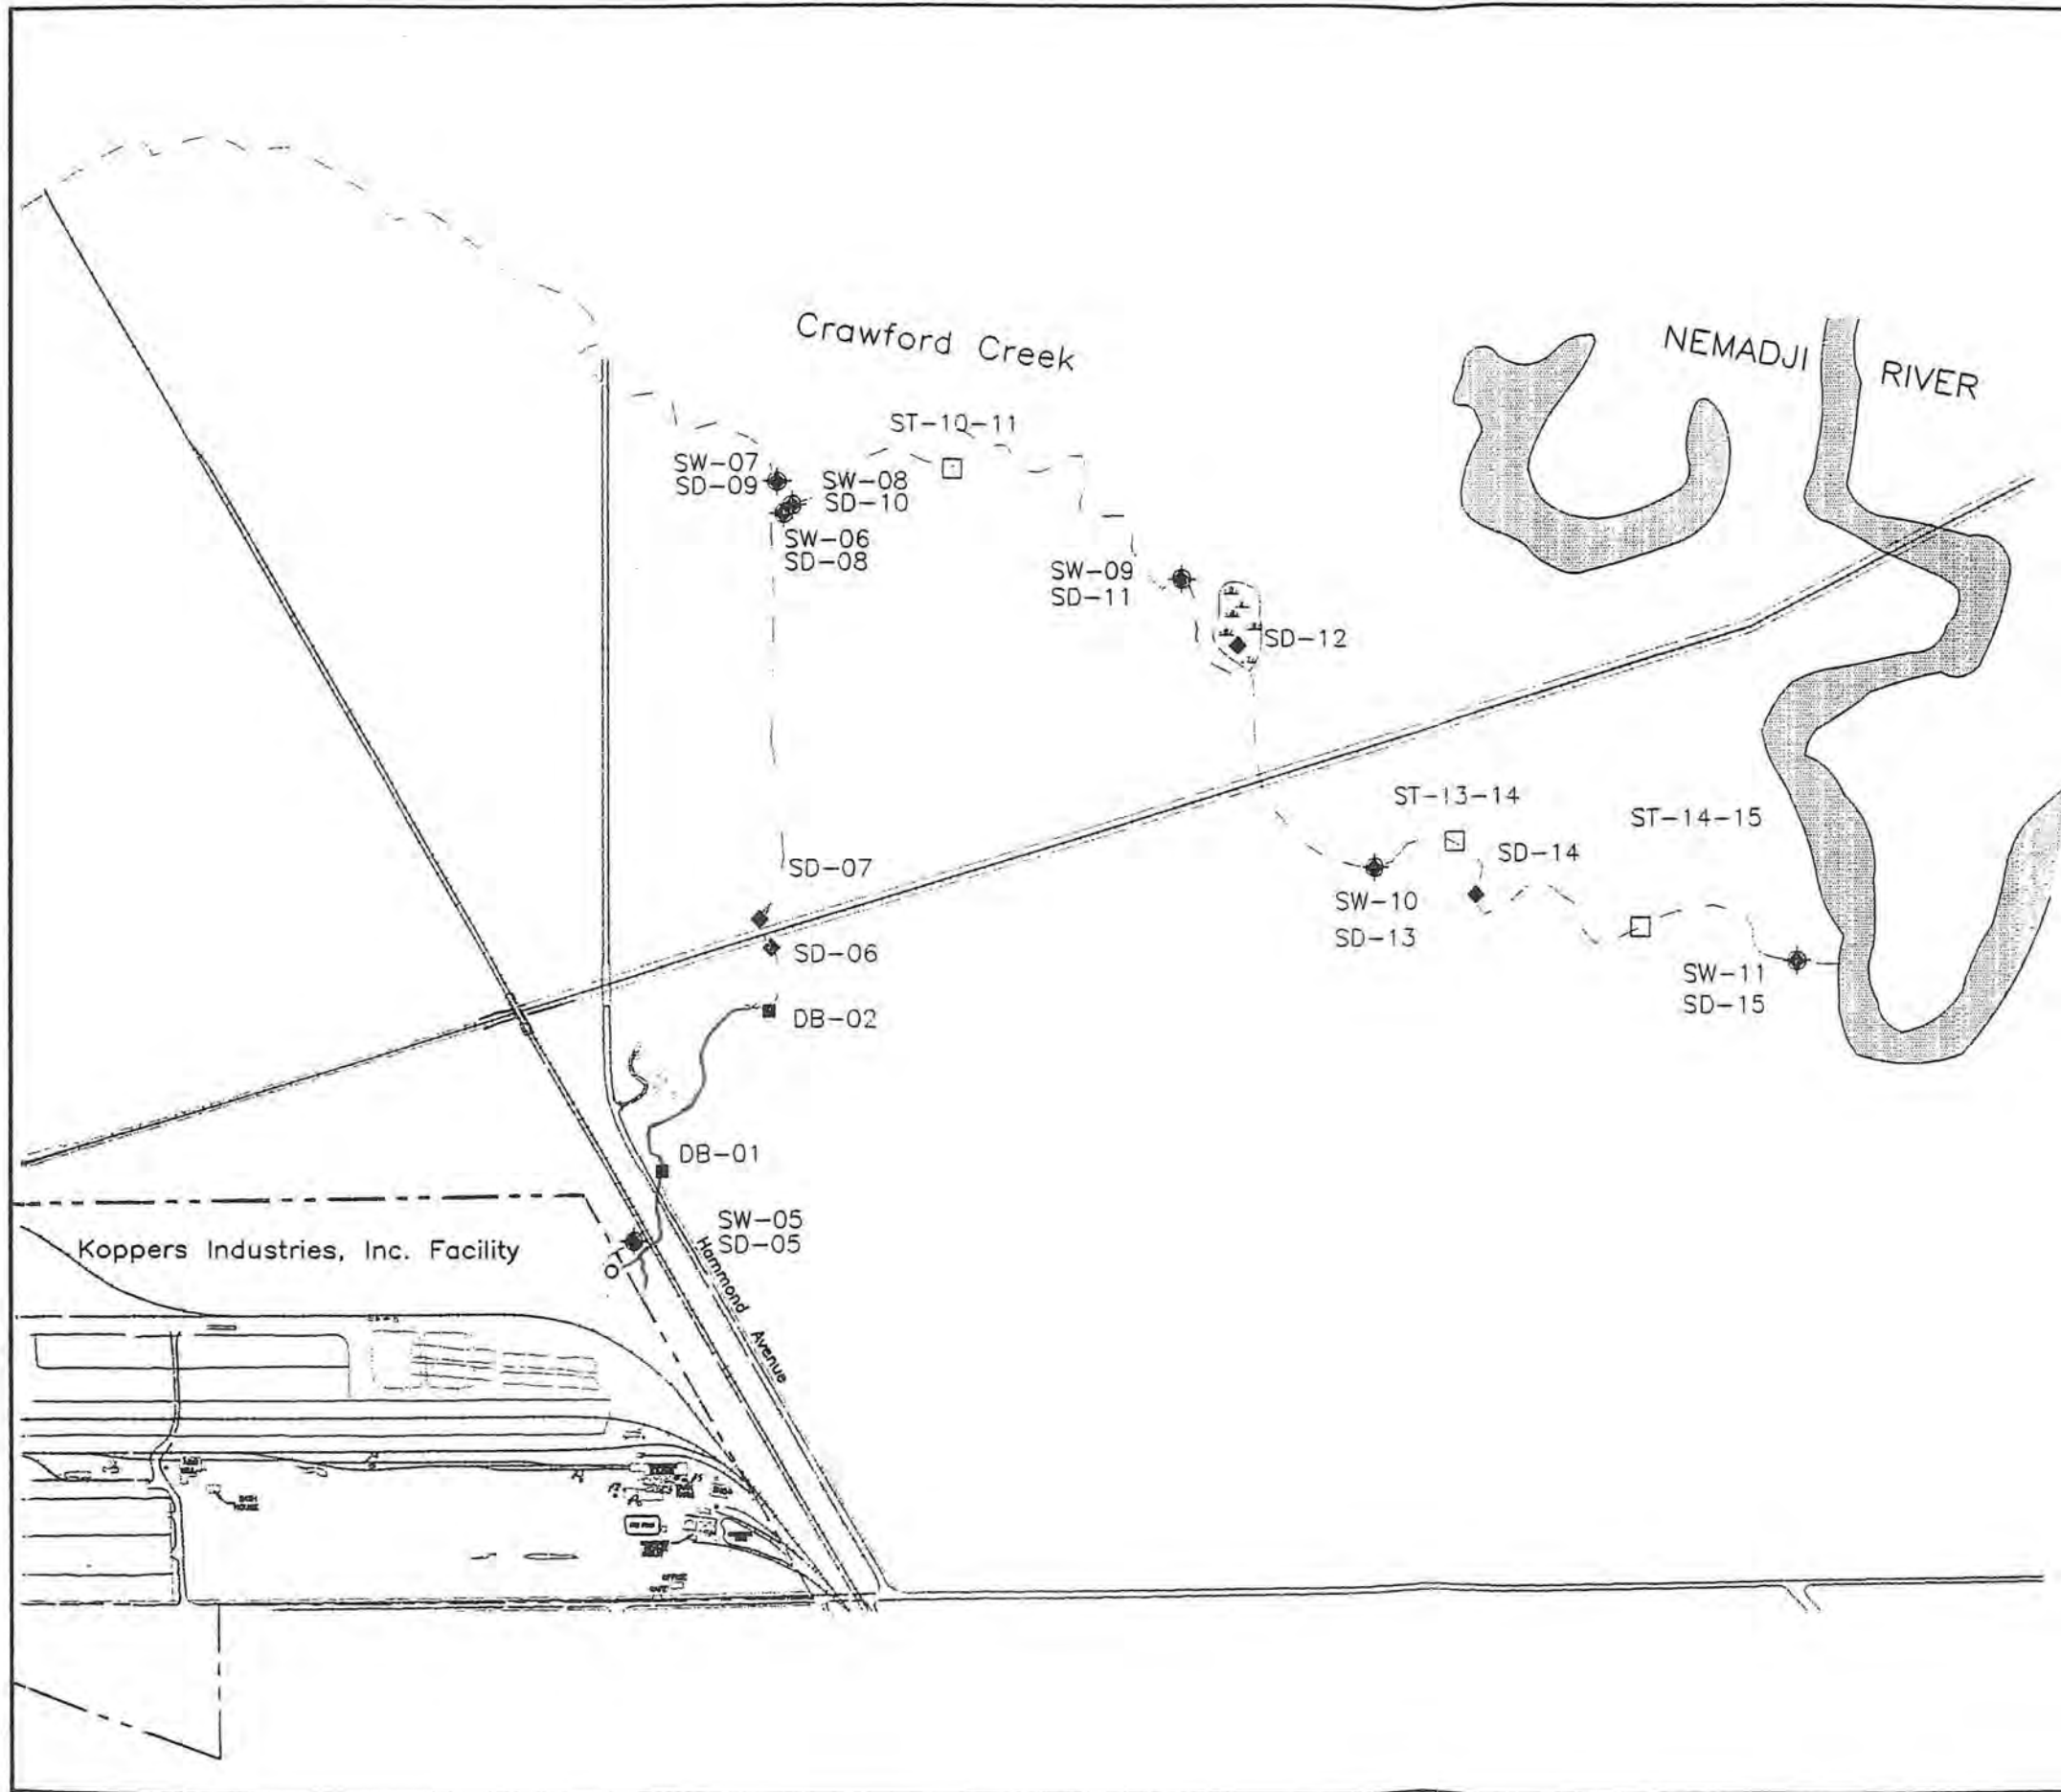 Crawford Creek
NEMADJI
RIVER
ST-10-11
SW-07
SD-09
SW-08
SD-10
SW-06
SD-08
SW-09
SD-11
SD-12
ST-13-14
ST-14-15
SD-07
SD-14
SW-10
SD-13
SD-06
SW-11
SD-15
DB-02
DB-01
SW-05
SD-05
Koppers Industries, Inc. Facility
Hammond
Avenue
OFFICE